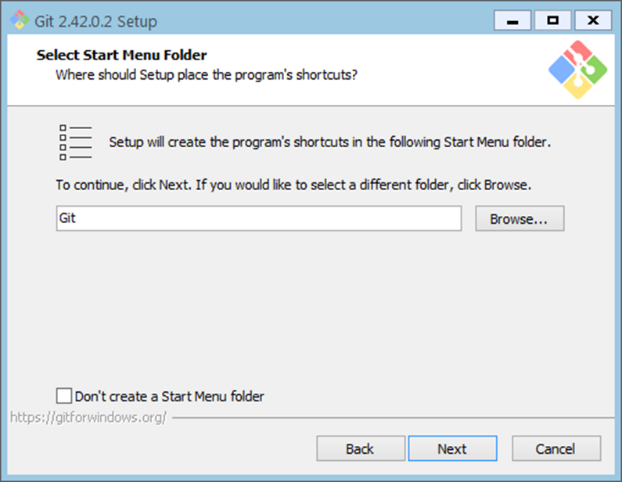 Git 2.42.0.2 Setup
Select Start Menu Folder
Where should Setup place the program's shortcuts?
Setup will create the program's shortcuts in the following Start Menu folder.
To continue, click Next. If you would like to select a different folder, click Browse.
Git
Browse...
Don't create a Start Menu folder
https://gitforwindows.org/
Back
Next
Cancel